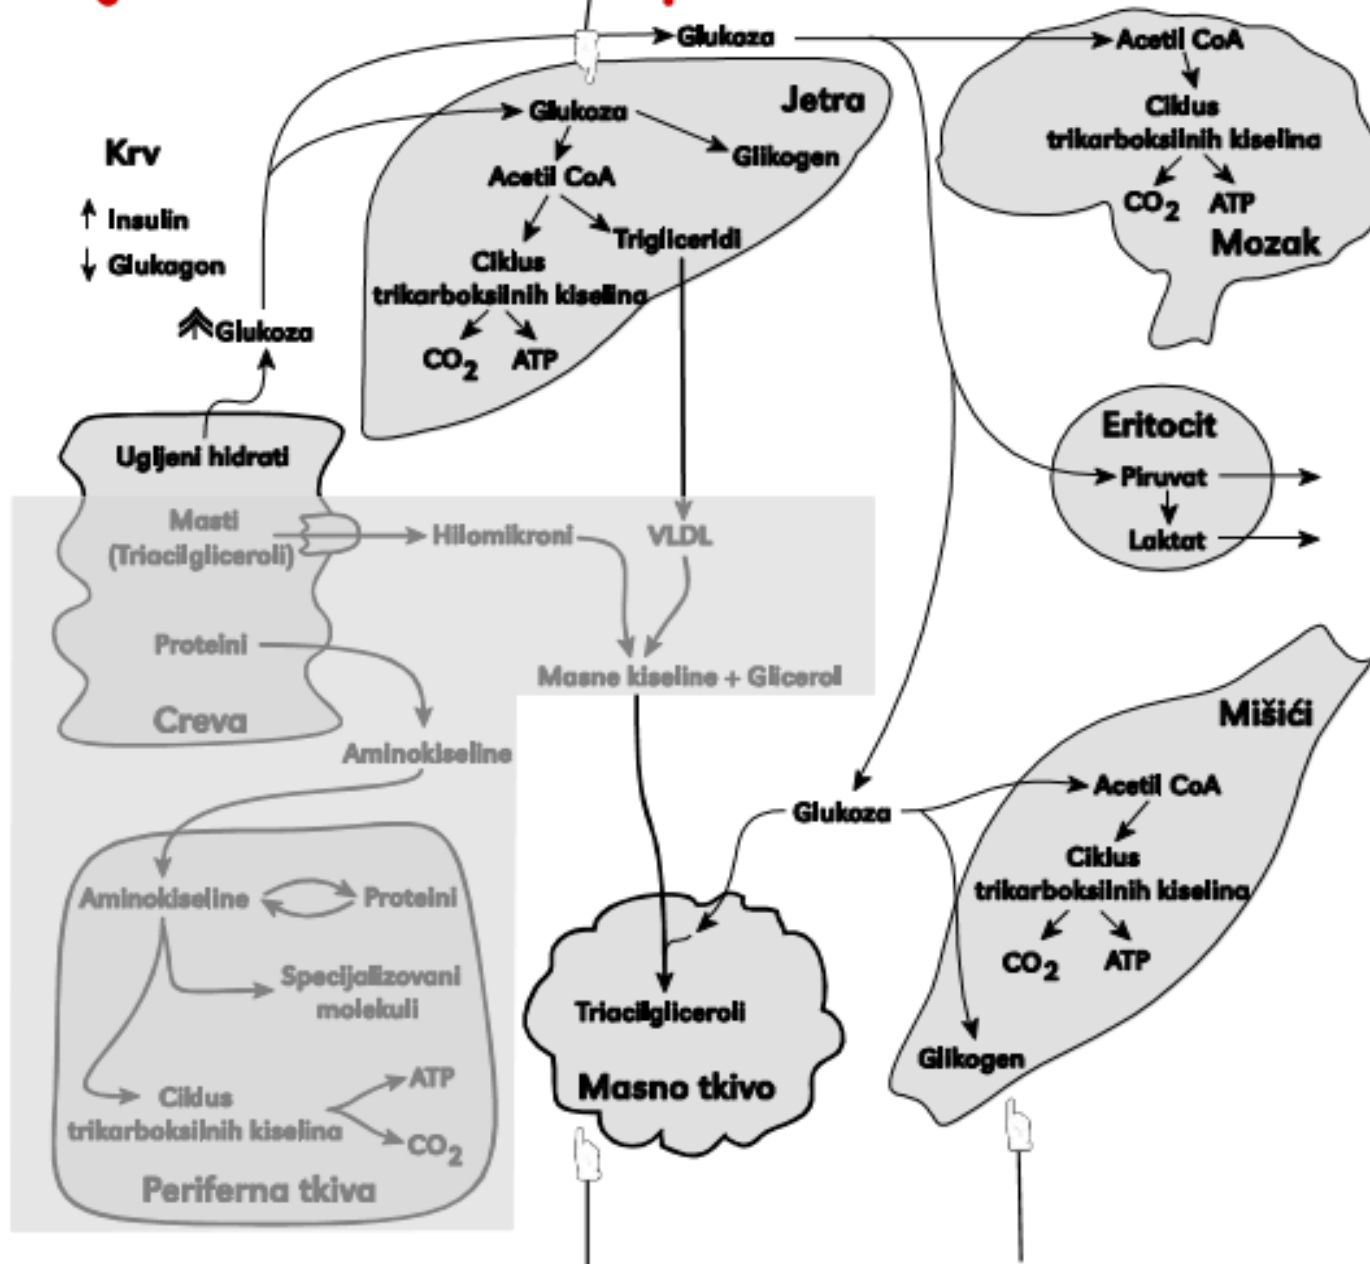 Glukoza
Acetil CoA
Ciklus
trikarboksilnih kiselina
CO2 ATP
Mozak
Jetra
Glukoza
Glikogen
Acetil CoA
Trigliceridi
Ciklus
trikarboksilnih kiselina
CO2 ATP
Krv
↑ Insulin
↓ Glukagon
Glukoza
Ugljeni hidrati
Masti
(Triacilgliceroli)
Hilomikroni
VLDL
Proteini
Masne kiseline + Glicerol
Creva
Aminokiseline
Eritocit
Piruvat
Laktat
Mišići
Glukoza
Acetil CoA
Ciklus
trikarboksilnih kiselina
CO2 ATP
Glikogen
Aminokiseline
Proteini
Specijalizovani
molekuli
Ciklus
trikarboksilnih kiselina
ATP
CO2
Periferna tkiva
Triacilgliceroli
Masno tkivo